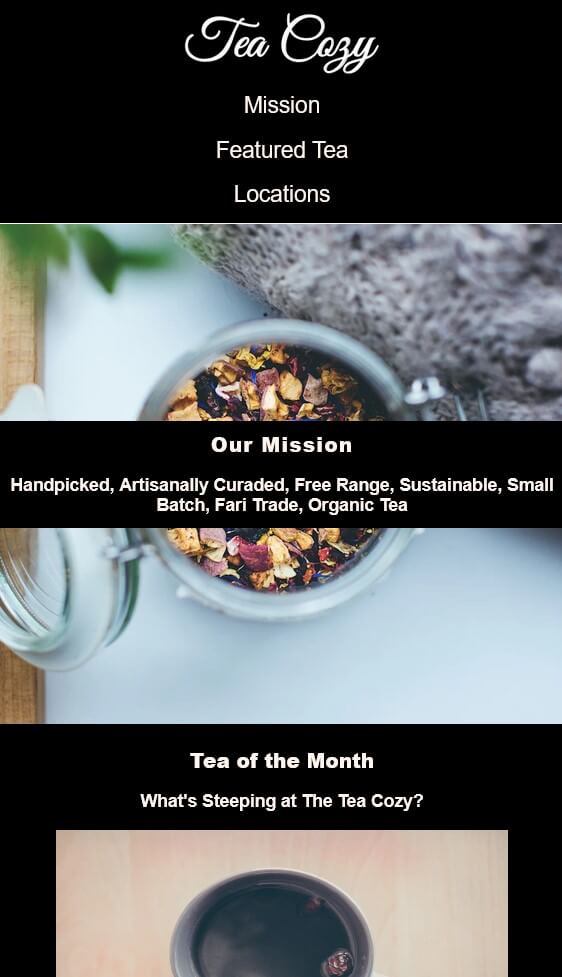 Tea Cozy
Mission
Featured Tea
Locations
Our Mission
Handpicked, Artisanally Curaded, Free Range, Sustainable, Small
Batch, Fari Trade, Organic Tea
Tea of the Month
What's Steeping at The Tea Cozy?